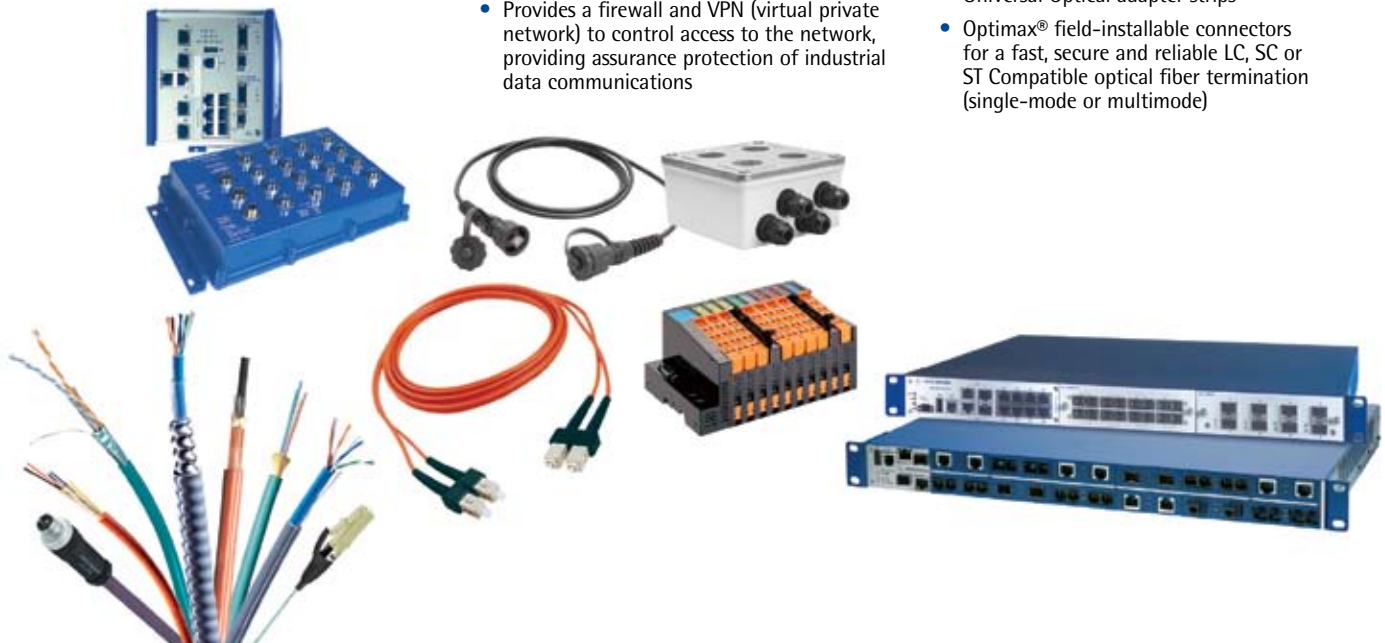 • Provides a firewall and VPN (virtual private
network) to control access to the network,
providing assurance protection of industrial
data communications
Universal Optical adapter strips
• Optimax® field-installable connectors
for a fast, secure and reliable LC, SC or
ST Compatible optical fiber termination
(single-mode or multimode)